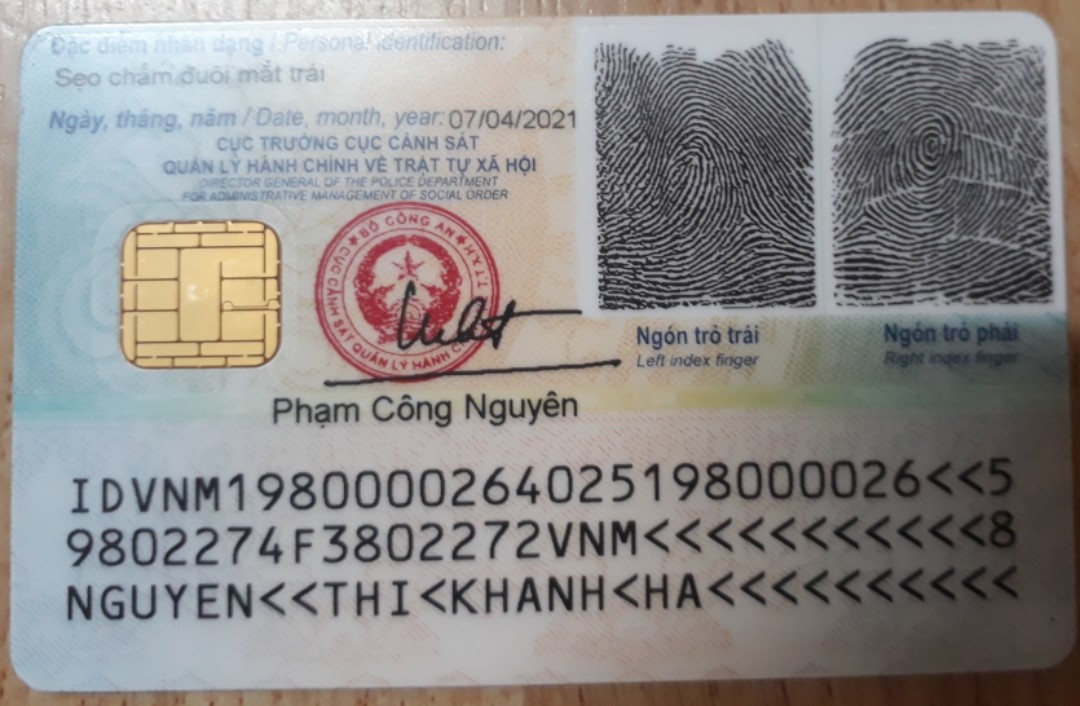 Đặc điểm nhân dạng / Personal identification:
Sẹo chấm đuôi mắt trái
Ngày, tháng, năm / Date, month, year: 07/04/2021
CỤC TRƯỞNG CỤC CẢNH SÁT
QUẢN LÝ HÀNH CHÍNH VỀ TRẬT TỰ XÃ HỘI
DIRECTOR GENERAL OF THE POLICE DEPARTMENT
FOR ADMINISTRATIVE MANAGEMENT OF SOCIAL ORDER
BỘ CÔNG AN
CỤC CẢNH SÁT QUẢN LÝ HÀNH
Ngón trỏ trái
Left index finger
Ngón trỏ phải
Right index finger
Phạm Công Nguyên
IDVNM1980000264025198000026<<5
9802274F3802272VNM<<<<<<<<<<<8
NGUYEN<<THI<KHANH<HA<<<<<<<<<<